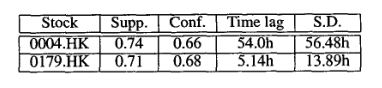 Stock Supp. Conf. Time lag S.D.
0004.HK 0.74 0.66 54.0h 56.48h
0179.HK 0.71 0.68 5.14h 13.89h